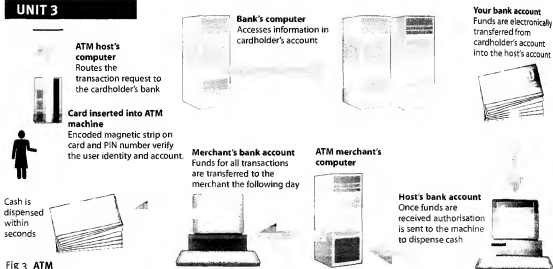 UNIT 3
ATM host's
computer
Routes the
transaction request to
the cardholder's bank
Bank's computer
Accesses information in
cardholder's account
Your bank account
Funds are electronically
transferred from
cardholder's account
into the host's account
Card inserted into ATM
machine
Encoded magnetic strip on
card and PIN number verify
the user identity and account.
Merchant's bank account
Funds for all transactions
are transferred to the
merchant the following day
ATM merchant's
computer
Host's bank account
Once funds are
received authorisation
is sent to the machine
to dispense cash
Cash is
dispensed
within
seconds
Fig 3 ATM